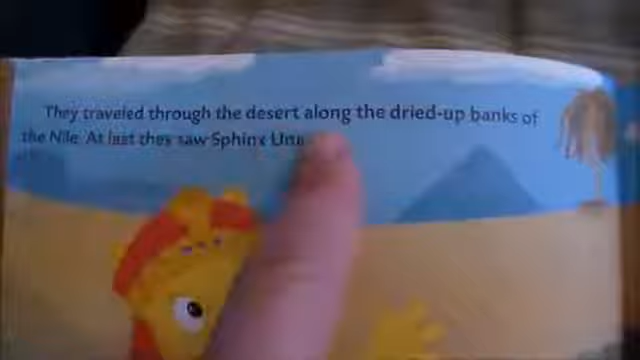 They traveled through the desert along the dried-up banks of
the Nile. At last they saw Sphinx